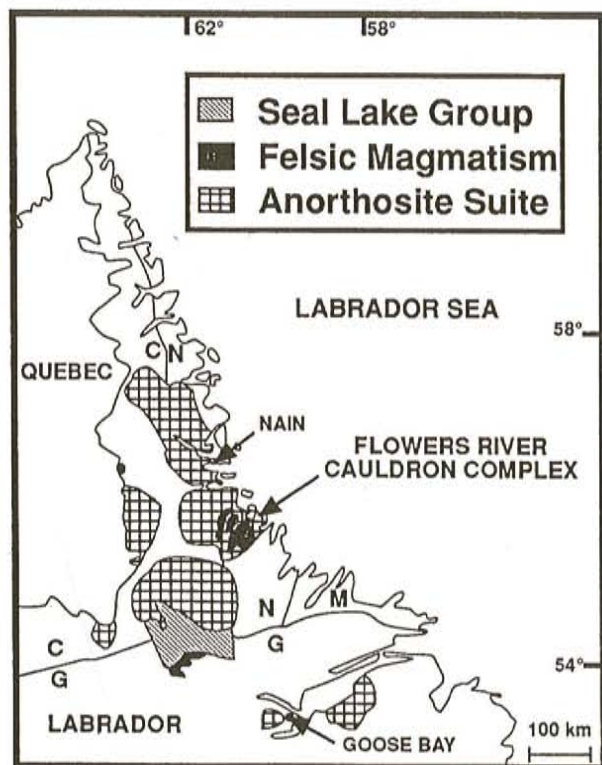 62° 58°
Seal Lake Group
Felsic Magmatism
Anorthosite Suite
LABRADOR SEA
58°
C N
QUEBEC
NAIN
FLOWERS RIVER
CAULDRON COMPLEX
N M
C G
G
54°
LABRADOR
GOOSE BAY
100 km